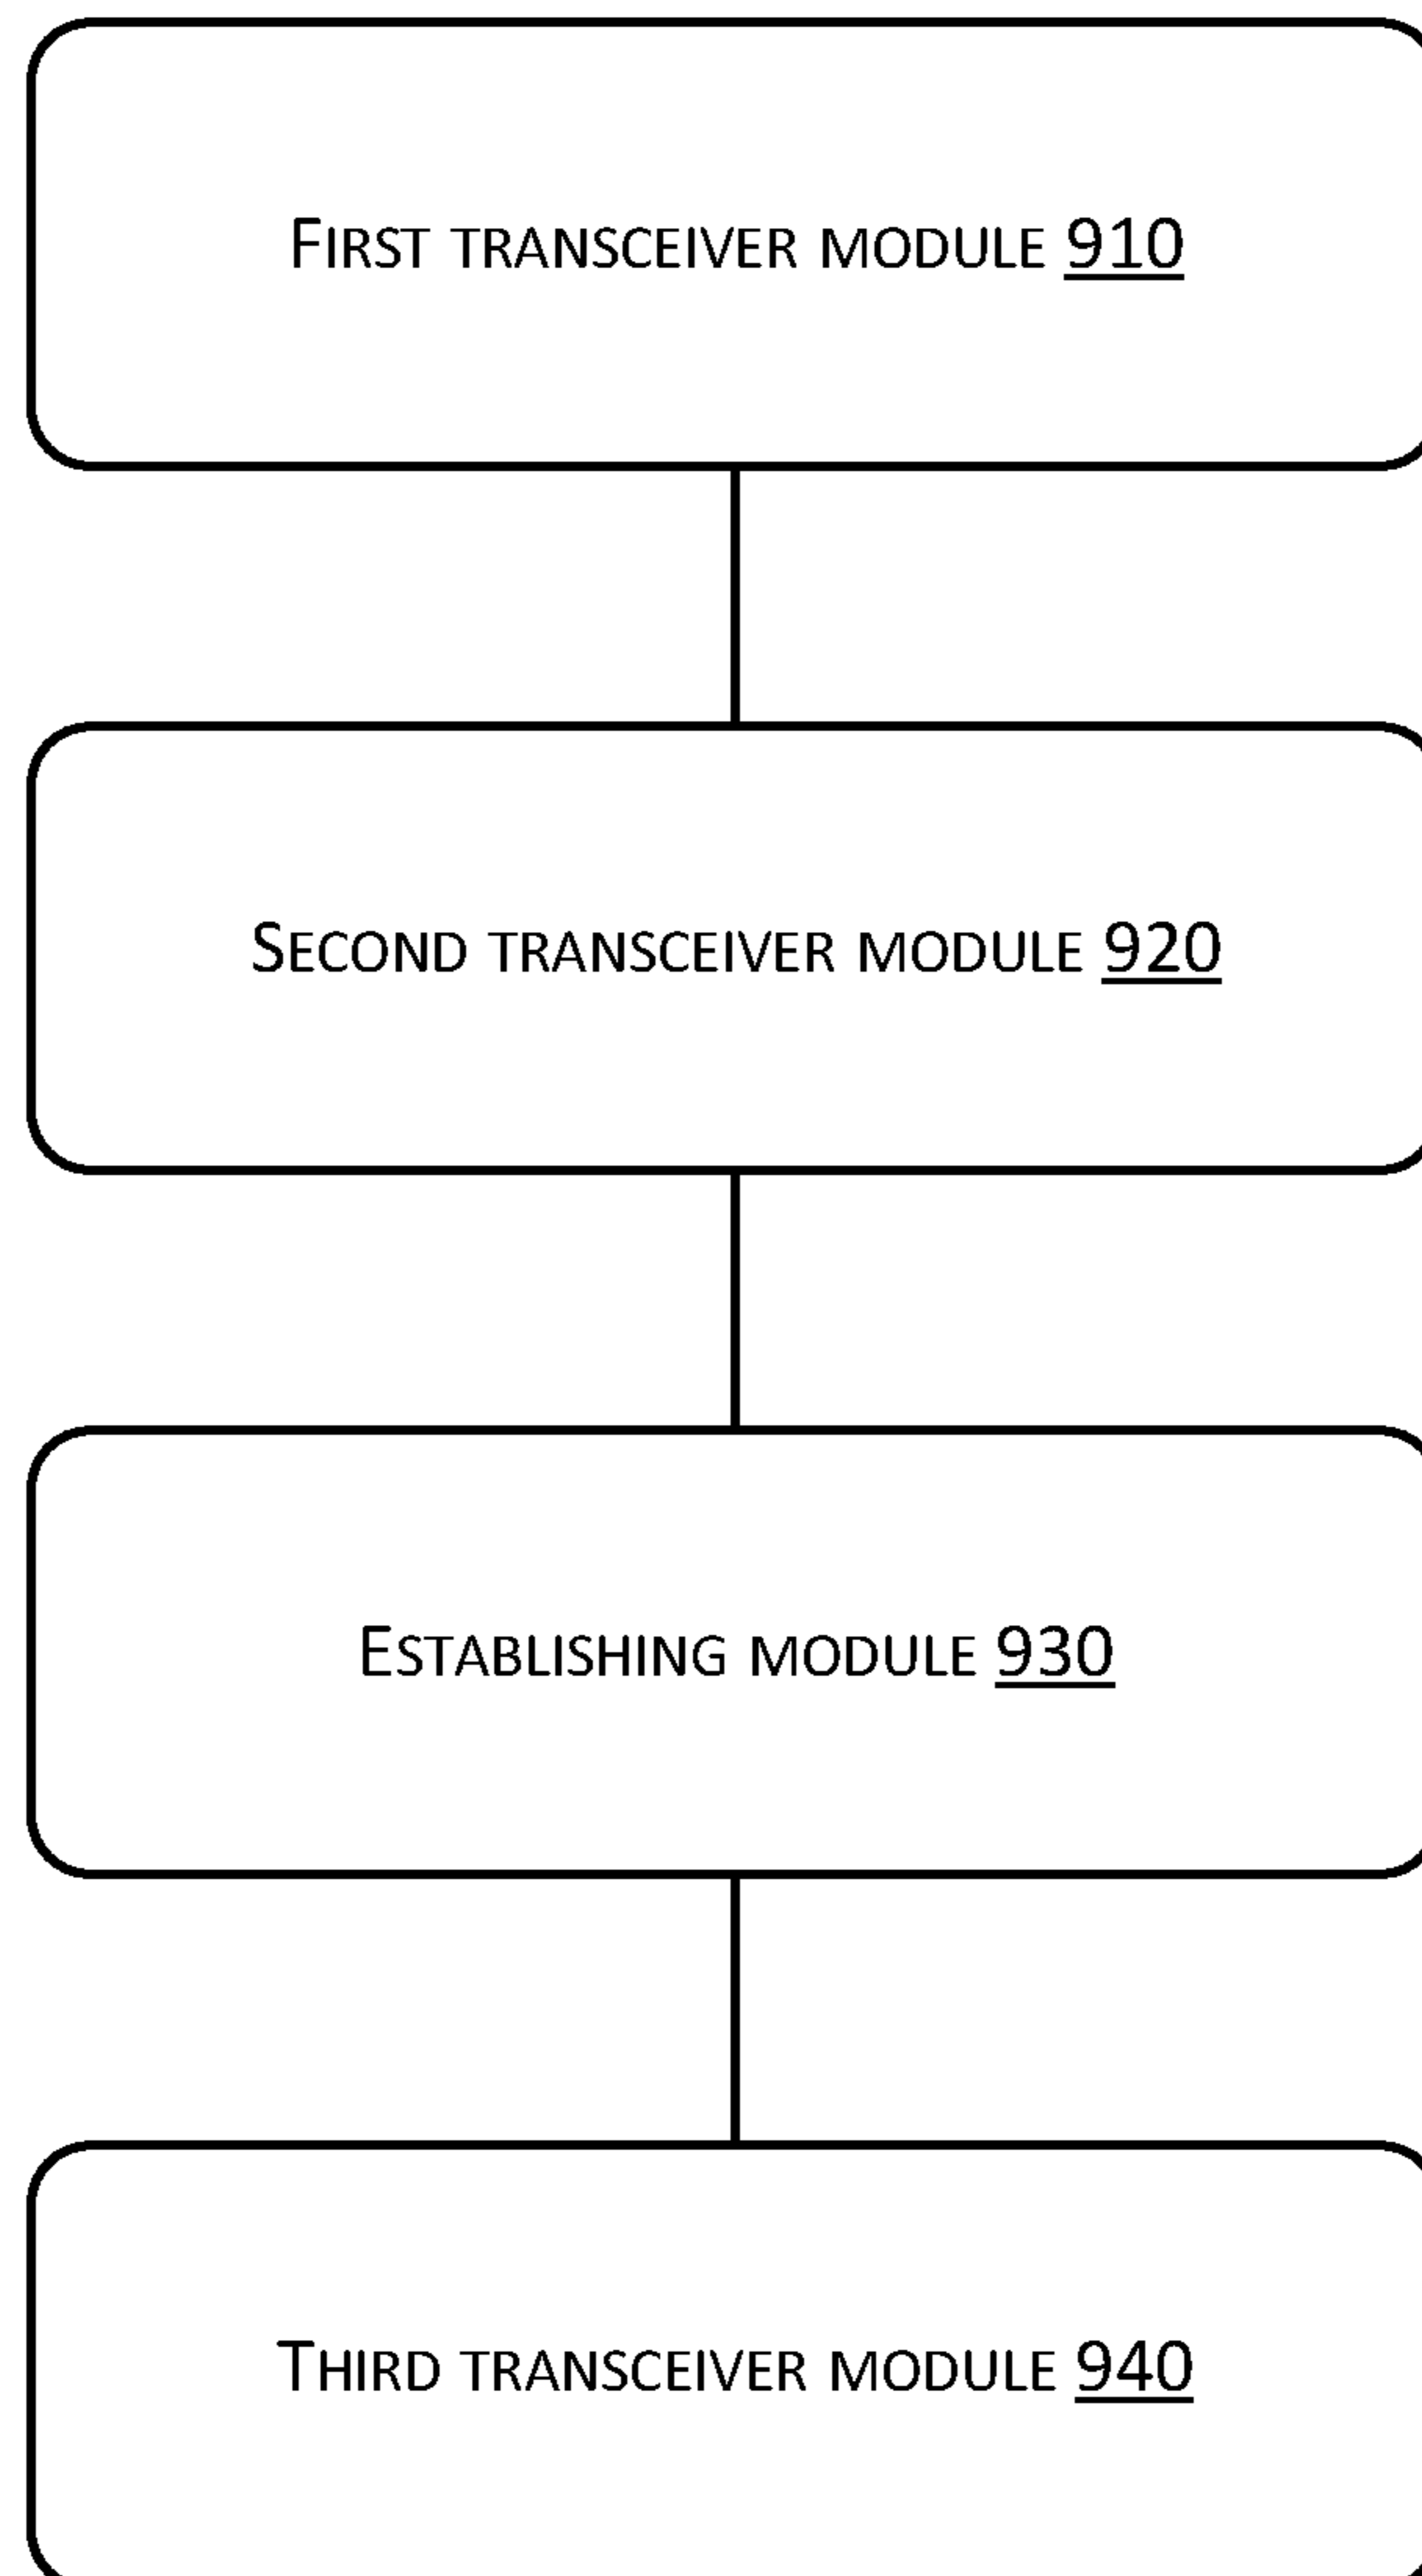 First transceiver module 910
Second transceiver module 920
Establishing module 930
Third transceiver module 940